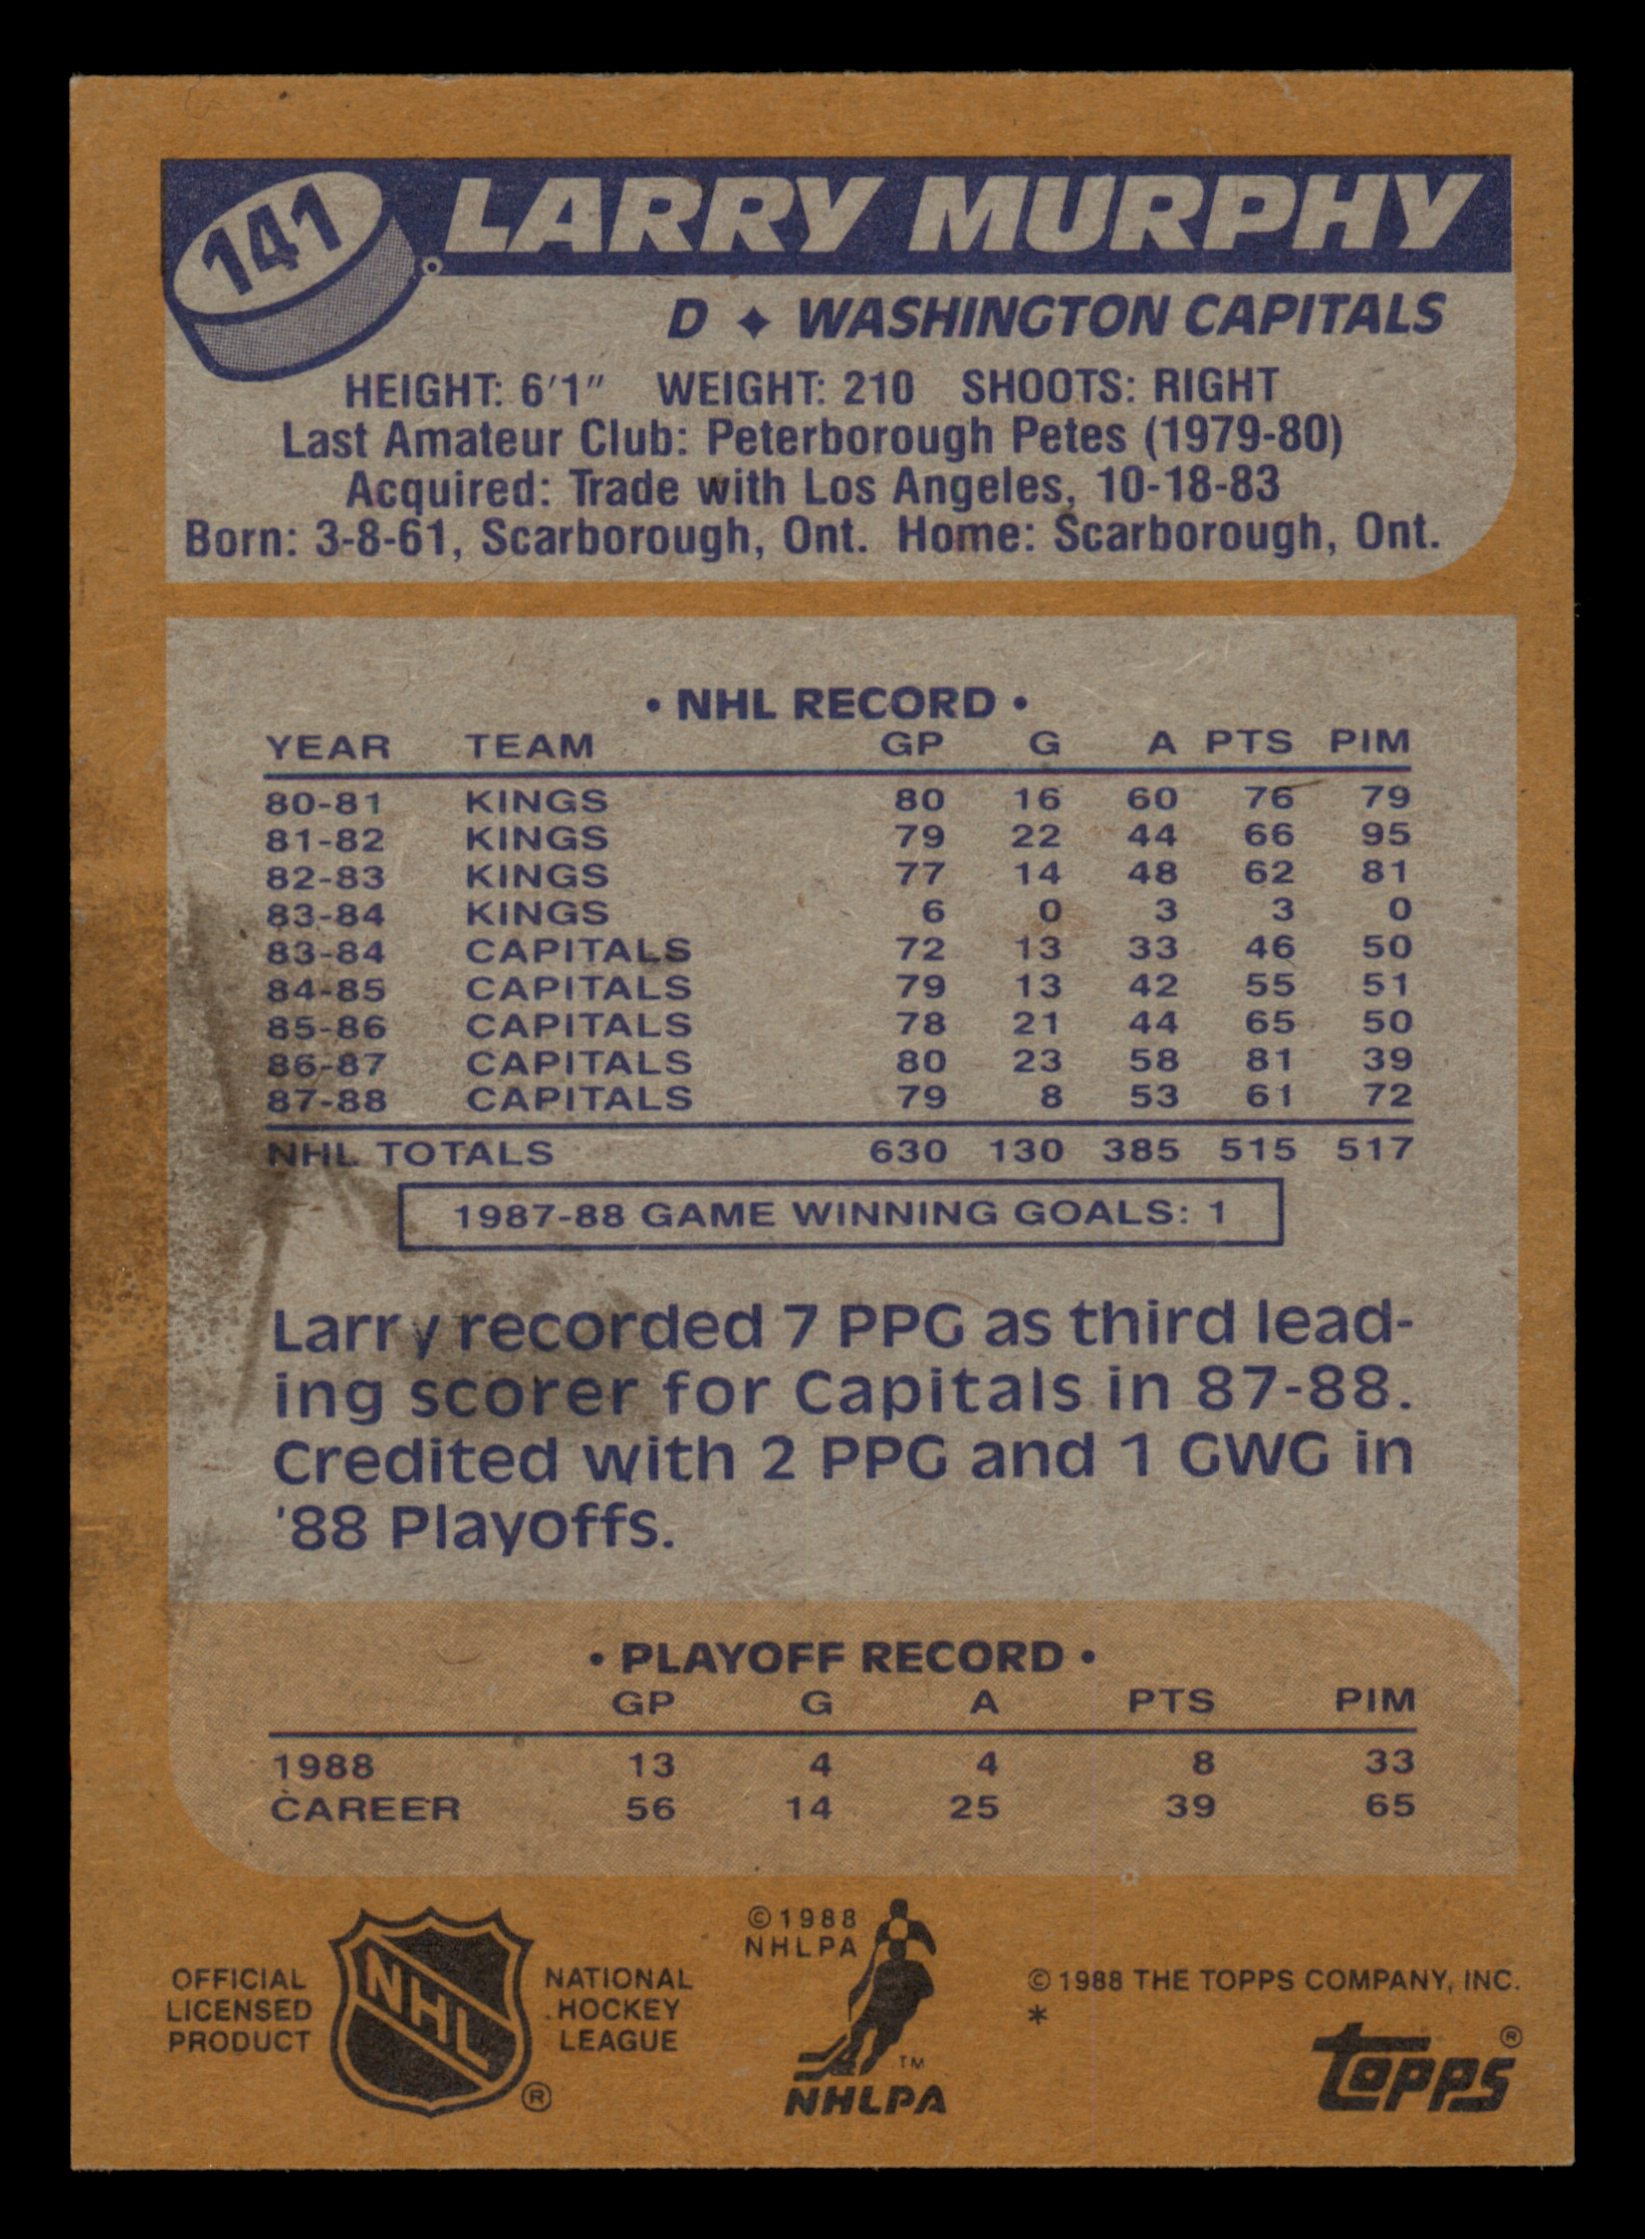 141
LARRY MURPHY
D ✦ WASHINGTON CAPITALS
HEIGHT: 6'1" WEIGHT: 210 SHOOTS: RIGHT
Last Amateur Club: Peterborough Petes (1979-80)
Acquired: Trade with Los Angeles, 10-18-83
Born: 3-8-61, Scarborough, Ont. Home: Scarborough, Ont.
• NHL RECORD •
YEAR TEAM GP G A PTS PIM
80-81 KINGS 80 16 60 76 79
81-82 KINGS 79 22 44 66 95
82-83 KINGS 77 14 48 62 81
83-84 KINGS 6 0 3 3 0
83-84 CAPITALS 72 13 33 46 50
84-85 CAPITALS 79 13 42 55 51
85-86 CAPITALS 78 21 44 65 50
86-87 CAPITALS 80 23 58 81 39
87-88 CAPITALS 79 8 53 61 72
NHL TOTALS 630 130 385 515 517
1987-88 GAME WINNING GOALS: 1
Larry recorded 7 PPG as third lead-
ing scorer for Capitals in 87-88.
Credited with 2 PPG and 1 GWG in
'88 Playoffs.
• PLAYOFF RECORD •
GP G A PTS PIM
1988 13 4 4 8 33
CAREER 56 14 25 39 65
OFFICIAL
LICENSED
PRODUCT
NHL
®
NATIONAL
HOCKEY
LEAGUE
©1988
NHLPA
TM
NHLPA
© 1988 THE TOPPS COMPANY, INC.
*
topps®